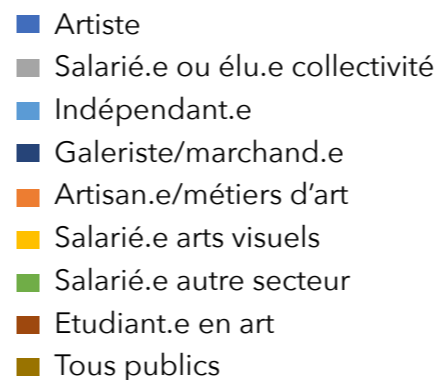 Artiste
Salarié.e ou élu.e collectivité
Indépendant.e
Galeriste/marchand.e
Artisan.e/métiers d’art
Salarié.e arts visuels
Salarié.e autre secteur
Etudiant.e en art
Tous publics